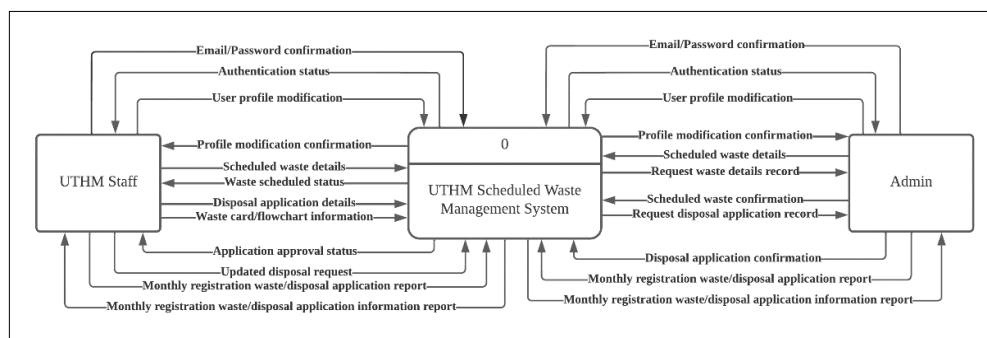 Email/Password confirmation
Authentication status
User profile modification
Profile modification confirmation
Scheduled waste details
Waste scheduled status
Disposal application details
Waste card/flowchart information
Application approval status
Updated disposal request
Monthly registration waste/disposal application report
Monthly registration waste/disposal application information report
UTHM Staff
0
UTHM Scheduled Waste
Management System
Email/Password confirmation
Authentication status
User profile modification
Profile modification confirmation
Scheduled waste details
Request waste details record
Scheduled waste confirmation
Request disposal application record
Disposal application confirmation
Monthly registration waste/disposal application report
Monthly registration waste/disposal application information report
Admin